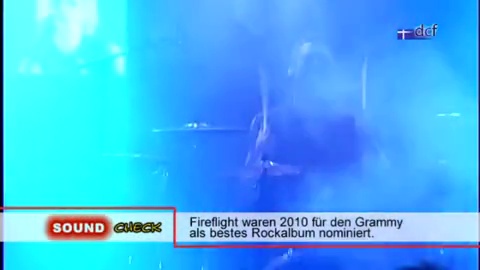 dcf
SOUND CHECK
Fireflight waren 2010 für den Grammy
als bestes Rockalbum nominiert.